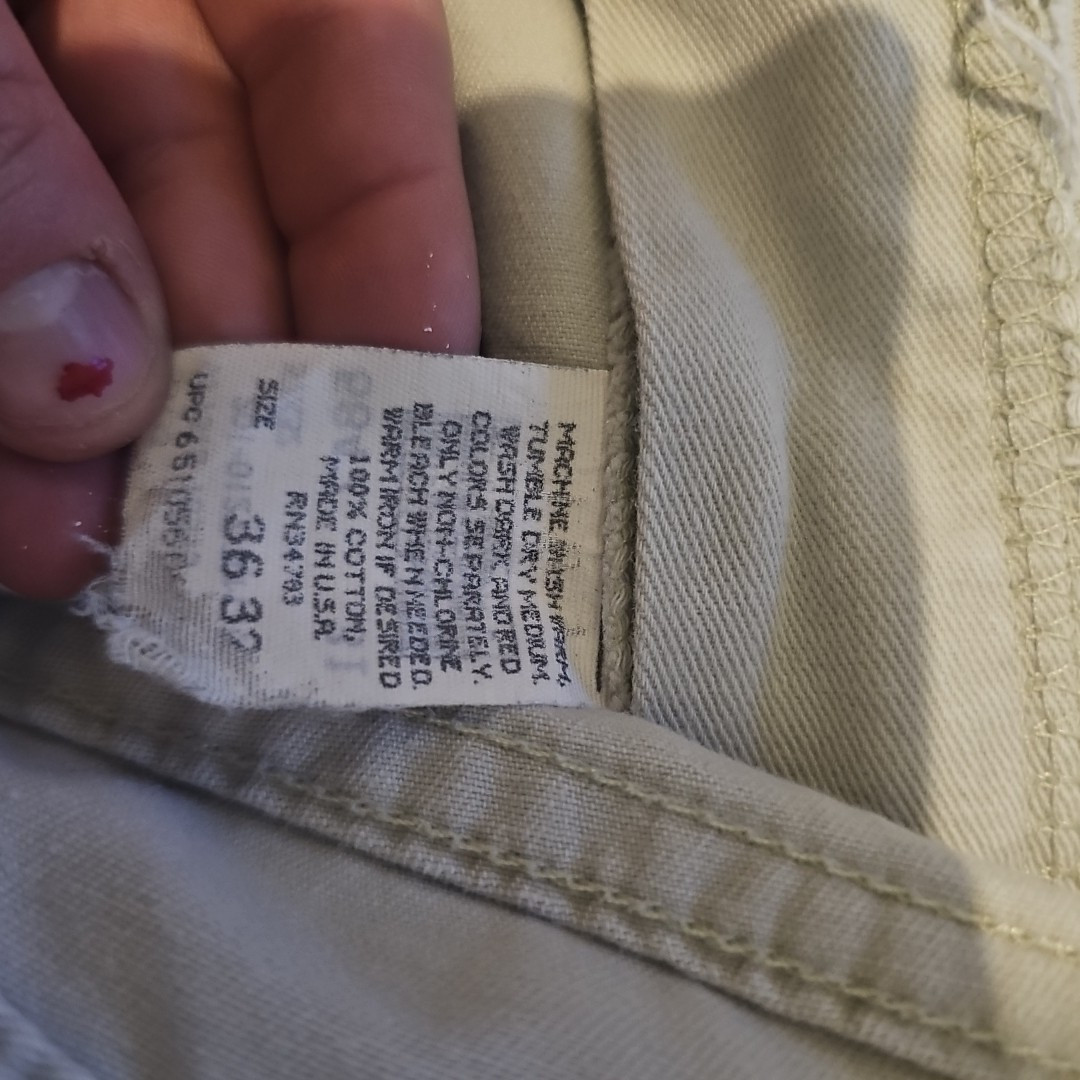 MACHINE WASH WARM,
TUMBLE DRY MEDIUM.
WASH DARK AND RED
COLORS SEPARATELY.
ONLY NON-CHLORINE
BLEACH WHEN NEEDED.
WARM IRON IF DESIRED
100% COTTON
MADE IN U.S.A.
RN34793
SIZE 36 32
UPC